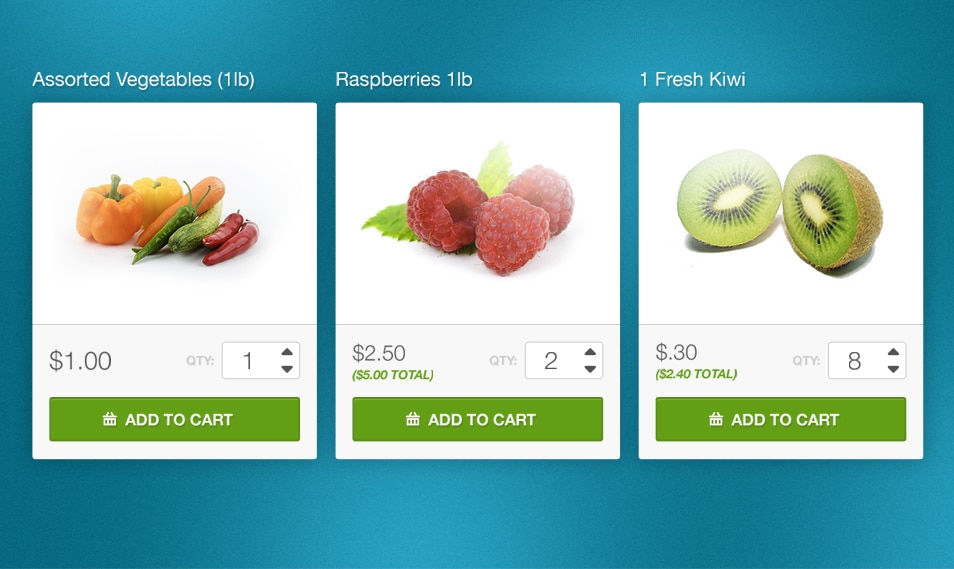 Assorted Vegetables (1lb)
$1.00
QTY:
1
ADD TO CART
Raspberries 1lb
$2.50
($5.00 TOTAL)
QTY:
2
ADD TO CART
1 Fresh Kiwi
$.30
($2.40 TOTAL)
QTY:
8
ADD TO CART